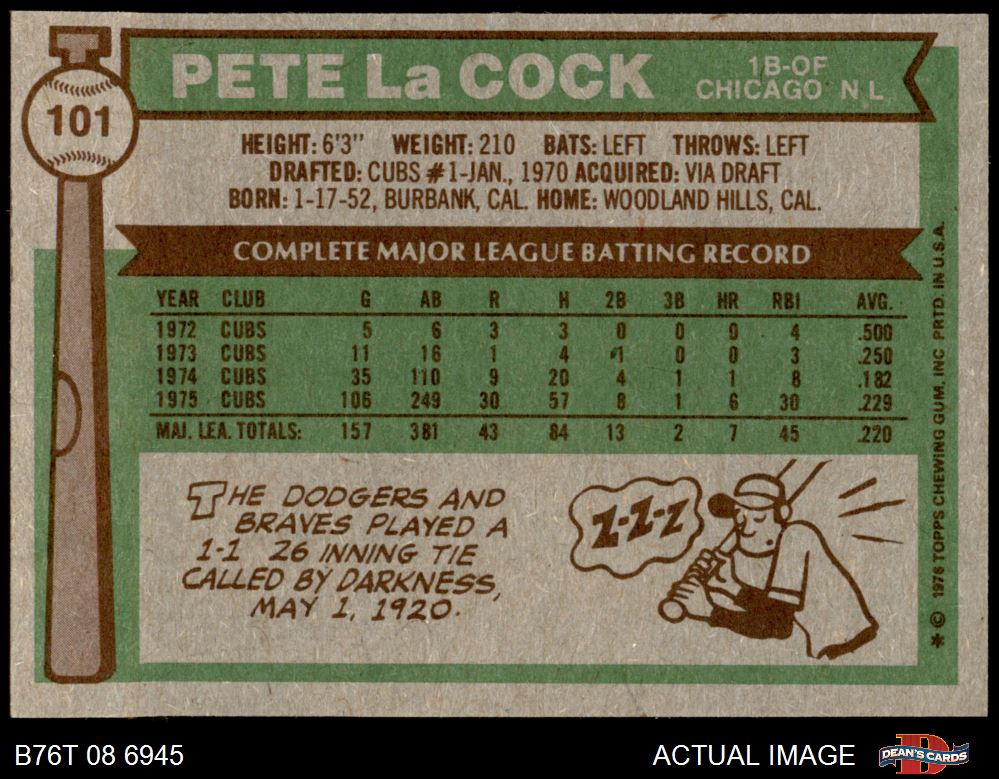 101
PETE La COCK
1B-OF
CHICAGO N L
HEIGHT: 6'3" WEIGHT: 210 BATS: LEFT THROWS: LEFT
DRAFTED: CUBS #1-JAN., 1970 ACQUIRED: VIA DRAFT
BORN: 1-17-52, BURBANK, CAL. HOME: WOODLAND HILLS, CAL.
COMPLETE MAJOR LEAGUE BATTING RECORD
YEAR CLUB G AB R H 2B 3B HR RBI AVG.
1972 CUBS 5 6 3 3 0 0 0 4 .500
1973 CUBS 11 16 1 4 1 0 0 3 .250
1974 CUBS 35 110 9 20 4 1 1 8 .182
1975 CUBS 106 249 30 57 8 1 6 30 .229
MAJ. LEA. TOTALS: 157 381 43 84 13 2 7 45 .220
THE DODGERS AND
BRAVES PLAYED A
1-1 26 INNING TIE
CALLED BY DARKNESS,
MAY 1, 1920.
Z-Z-Z
* © 1976 TOPPS CHEWING GUM, INC PRTD. IN U.S.A.
B76T 08 6945
ACTUAL IMAGE
DEAN'S CARDS